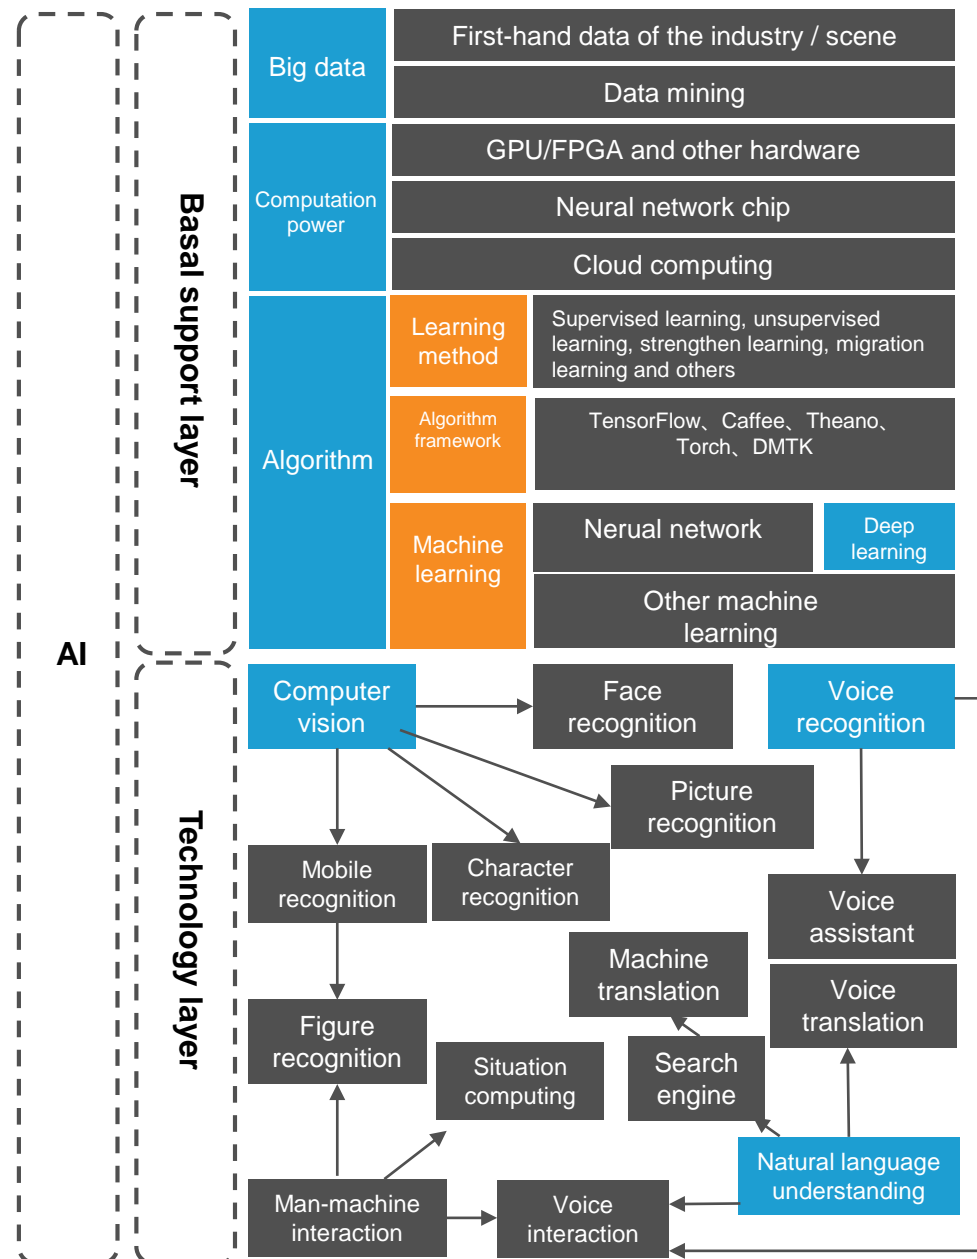 AI
Basal support layer
Big data
First-hand data of the industry / scene
Data mining
Computation
power
GPU/FPGA and other hardware
Neural network chip
Cloud computing
Algorithm
Learning
method
Supervised learning, unsupervised
learning, strengthen learning, migration
learning and others
Algorithm
framework
TensorFlow、Caffee、Theano、
Torch、DMTK
Machine
learning
Nerual network
Deep
learning
Other machine
learning
Technology layer
Computer
vision
Face
recognition
Voice
recognition
Picture
recognition
Mobile
recognition
Character
recognition
Voice
assistant
Machine
translation
Voice
translation
Figure
recognition
Situation
computing
Search
engine
Natural language
understanding
Man-machine
interaction
Voice
interaction